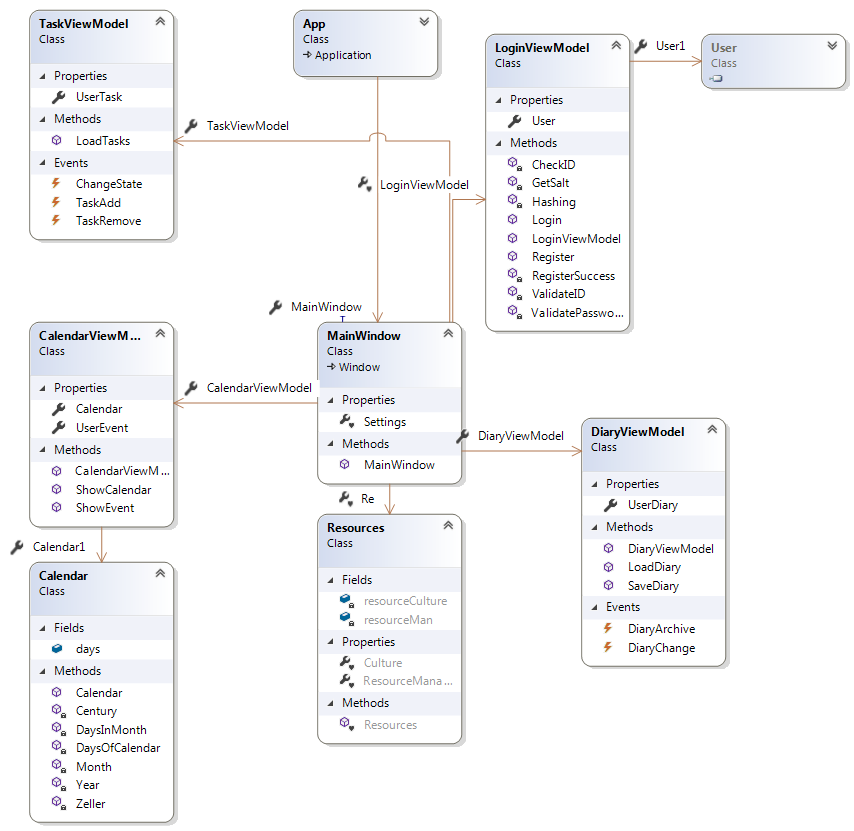 TaskViewModel
Class
Properties
UserTask
Methods
LoadTasks
Events
ChangeState
TaskAdd
TaskRemove
App
Class
Application
LoginViewModel
Class
Properties
User
Methods
CheckID
GetSalt
Hashing
Login
LoginViewModel
Register
RegisterSuccess
ValidateID
ValidatePasswo...
User1
User
Class
TaskViewModel
LoginViewModel
MainWindow
CalendarViewM...
Class
Properties
Calendar
UserEvent
Methods
CalendarViewM...
ShowCalendar
ShowEvent
CalendarViewModel
MainWindow
Class
Window
Properties
Settings
Methods
MainWindow
DiaryViewModel
DiaryViewModel
Class
Properties
UserDiary
Methods
DiaryViewModel
LoadDiary
SaveDiary
Events
DiaryArchive
DiaryChange
Re
Resources
Class
Fields
resourceCulture
resourceMan
Properties
Culture
ResourceMana...
Methods
Resources
Calendar1
Calendar
Class
Fields
days
Methods
Calendar
Century
DaysInMonth
DaysOfCalendar
Month
Year
Zeller